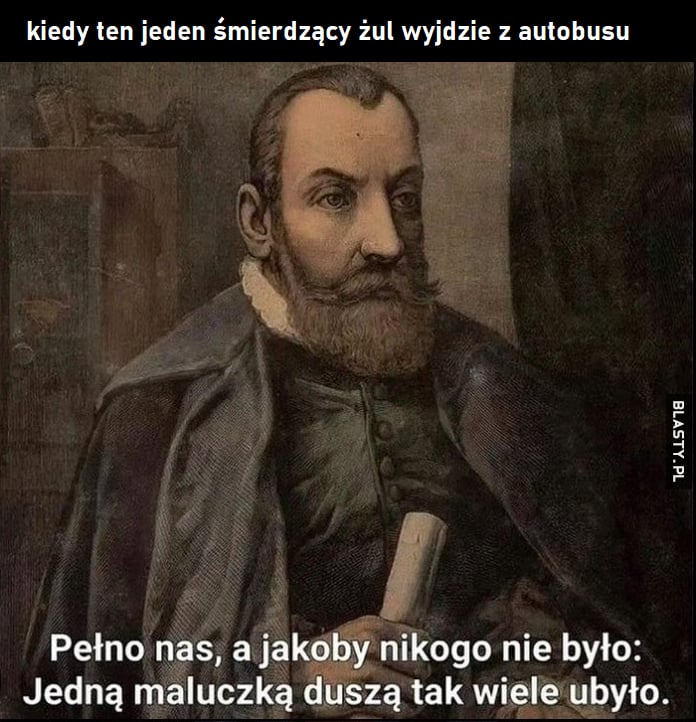 kiedy ten jeden śmierdzący żul wyjdzie z autobusu
BLASTY.PL
Pełno nas, a jakoby nikogo nie było:
Jedną maluczką duszą tak wiele ubyło.